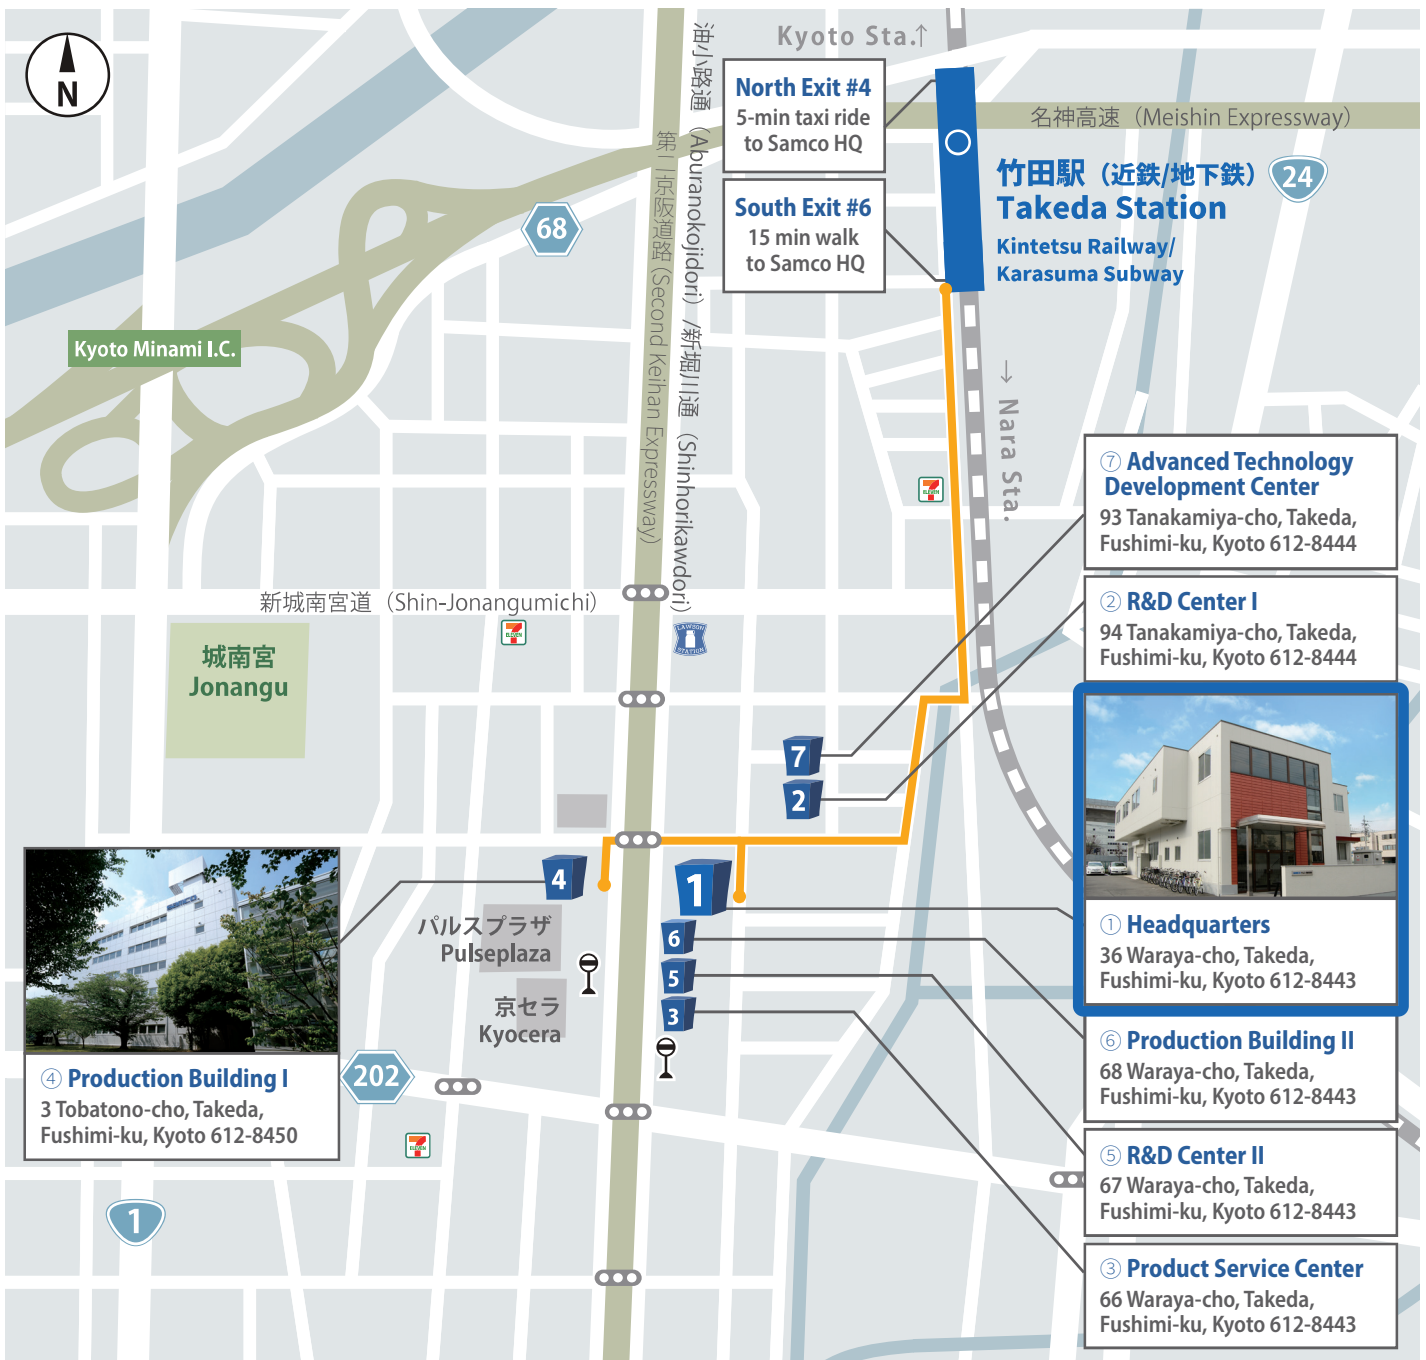 N
Kyoto Sta.↑
North Exit #4
5-min taxi ride
to Samco HQ
South Exit #6
15 min walk
to Samco HQ
名神高速（Meishin Expressway）
竹田駅（近鉄/地下鉄）
Takeda Station
Kintetsu Railway/
Karasuma Subway
24
68
油小路通（Aburanokojidori）/新堀川通（Shinhorikawdori）
第二京阪道路(Second Keihan Expressway)
Kyoto Minami I.C.
→ Nara Sta.
7
ELEVEN
新城南宮道（Shin-Jonangumichi）
7
ELEVEN
LAWSON
STATION
城南宮
Jonangu
7
2
4
1
6
5
3
パルスプラザ
Pulseplaza
京セラ
Kyocera
202
7
ELEVEN
1
④ Production Building I
3 Tobatono-cho, Takeda,
Fushimi-ku, Kyoto 612-8450
⑦ Advanced Technology
Development Center
93 Tanakamiya-cho, Takeda,
Fushimi-ku, Kyoto 612-8444
② R&D Center I
94 Tanakamiya-cho, Takeda,
Fushimi-ku, Kyoto 612-8444
① Headquarters
36 Waraya-cho, Takeda,
Fushimi-ku, Kyoto 612-8443
⑥ Production Building II
68 Waraya-cho, Takeda,
Fushimi-ku, Kyoto 612-8443
⑤ R&D Center II
67 Waraya-cho, Takeda,
Fushimi-ku, Kyoto 612-8443
③ Product Service Center
66 Waraya-cho, Takeda,
Fushimi-ku, Kyoto 612-8443